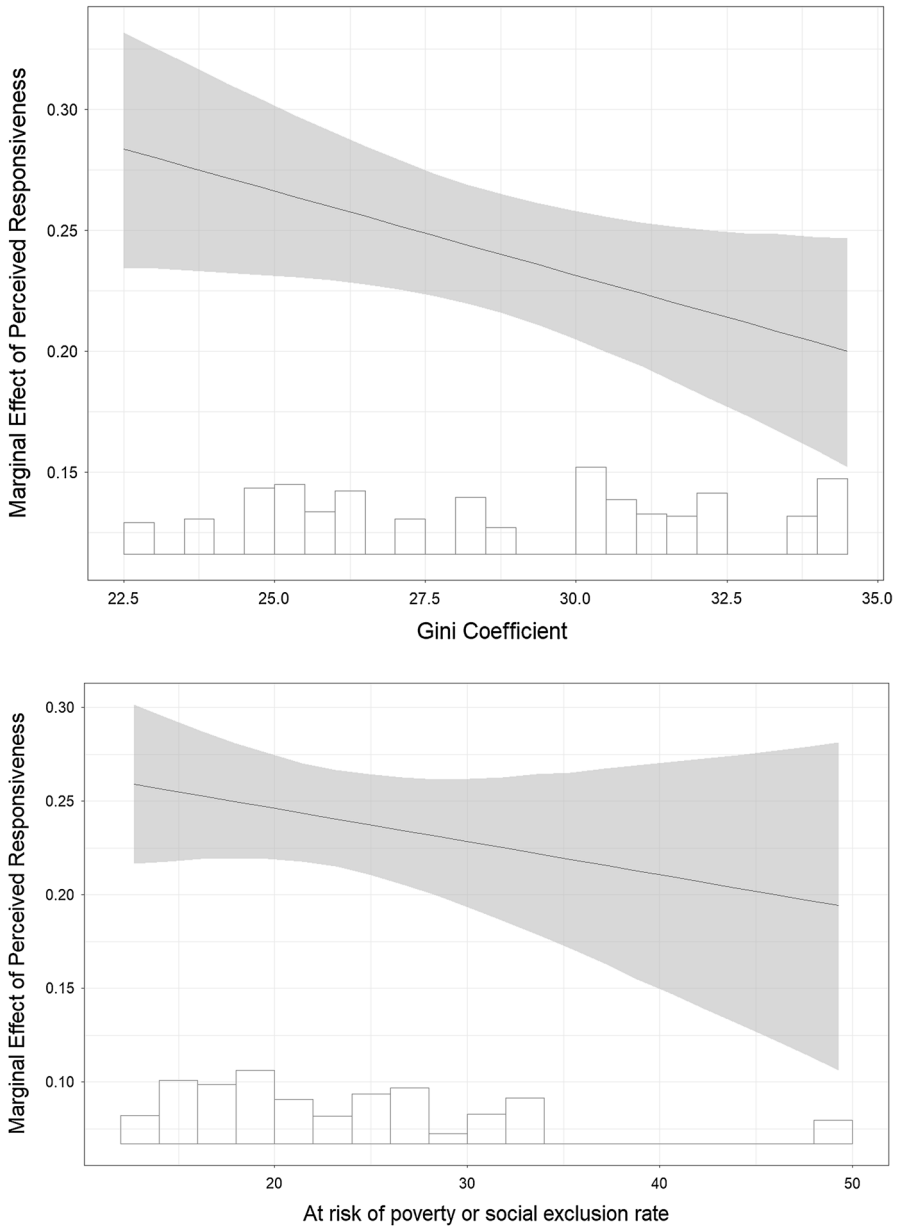 Marginal Effect of Perceived Responsiveness
0.30
0.25
0.20
0.15
22.5 25.0 27.5 30.0 32.5 35.0
Gini Coefficient
Marginal Effect of Perceived Responsiveness
0.30
0.25
0.20
0.15
0.10
20 30 40 50
At risk of poverty or social exclusion rate